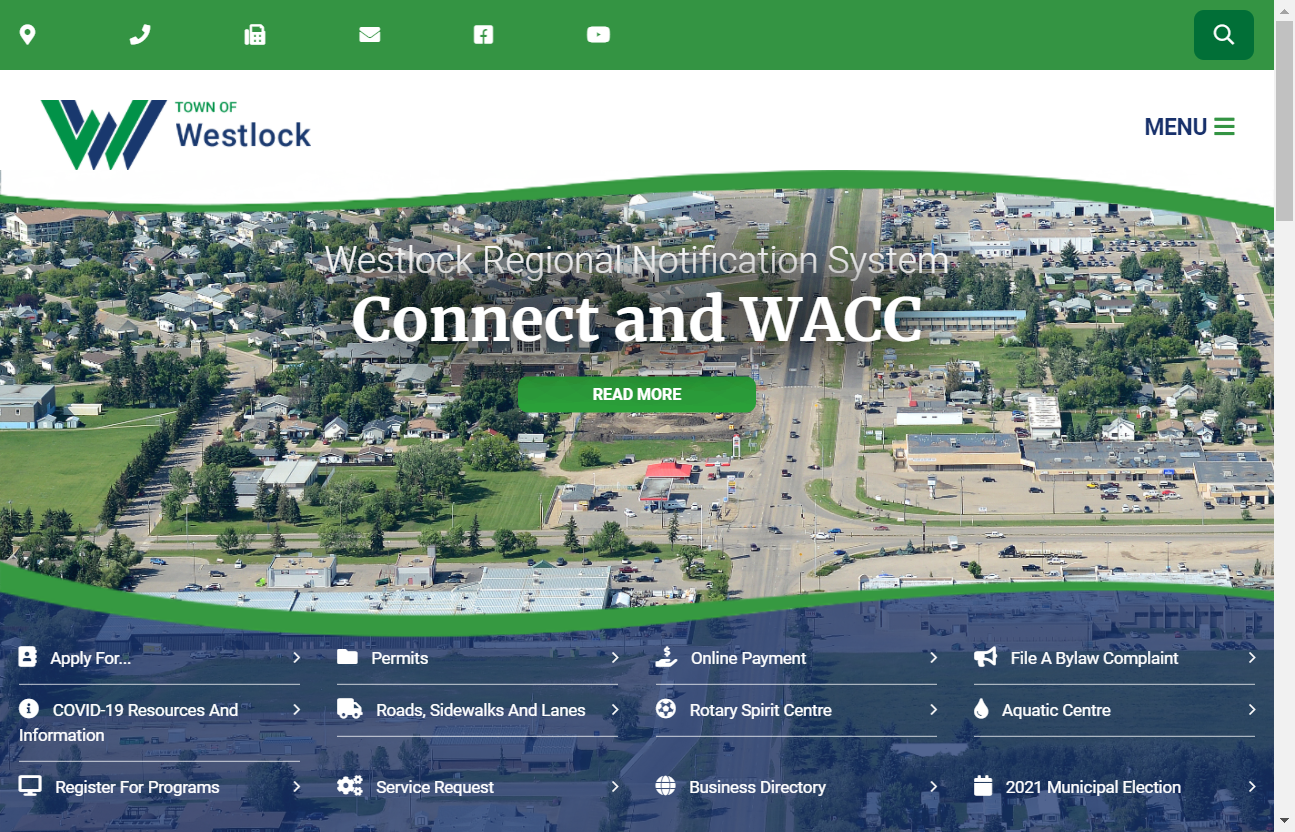 TOWN OF
Westlock
MENU
Westlock Regional Notification System
Connect and WACC
READ MORE
Apply For...
Permits
Online Payment
File A Bylaw Complaint
COVID-19 Resources And
Information
Roads, Sidewalks And Lanes
Rotary Spirit Centre
Aquatic Centre
Register For Programs
Service Request
Business Directory
2021 Municipal Election